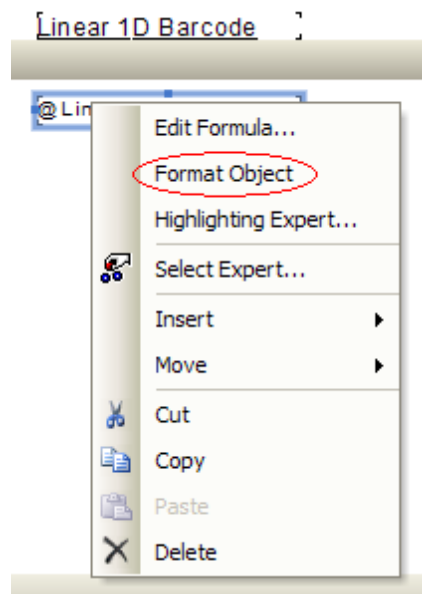 Linear 1D Barcode
@Lin
Edit Formula...
Format Object
Highlighting Expert...
Select Expert...
Insert
Move
Cut
Copy
Paste
Delete